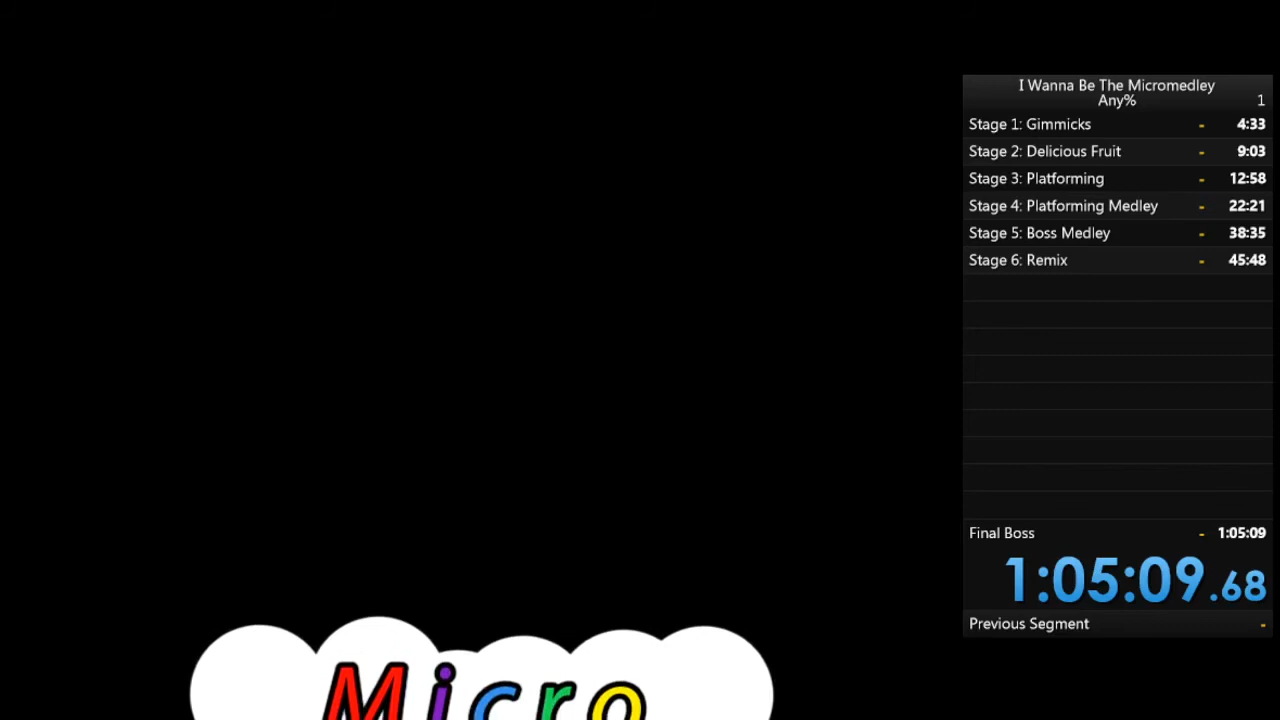 I Wanna Be The Micromedley
Any% 1
Stage 1: Gimmicks - 4:33
Stage 2: Delicious Fruit - 9:03
Stage 3: Platforming - 12:58
Stage 4: Platforming Medley - 22:21
Stage 5: Boss Medley - 38:35
Stage 6: Remix - 45:48
Final Boss - 1:05:09
1:05:09.68
Previous Segment -
Micro